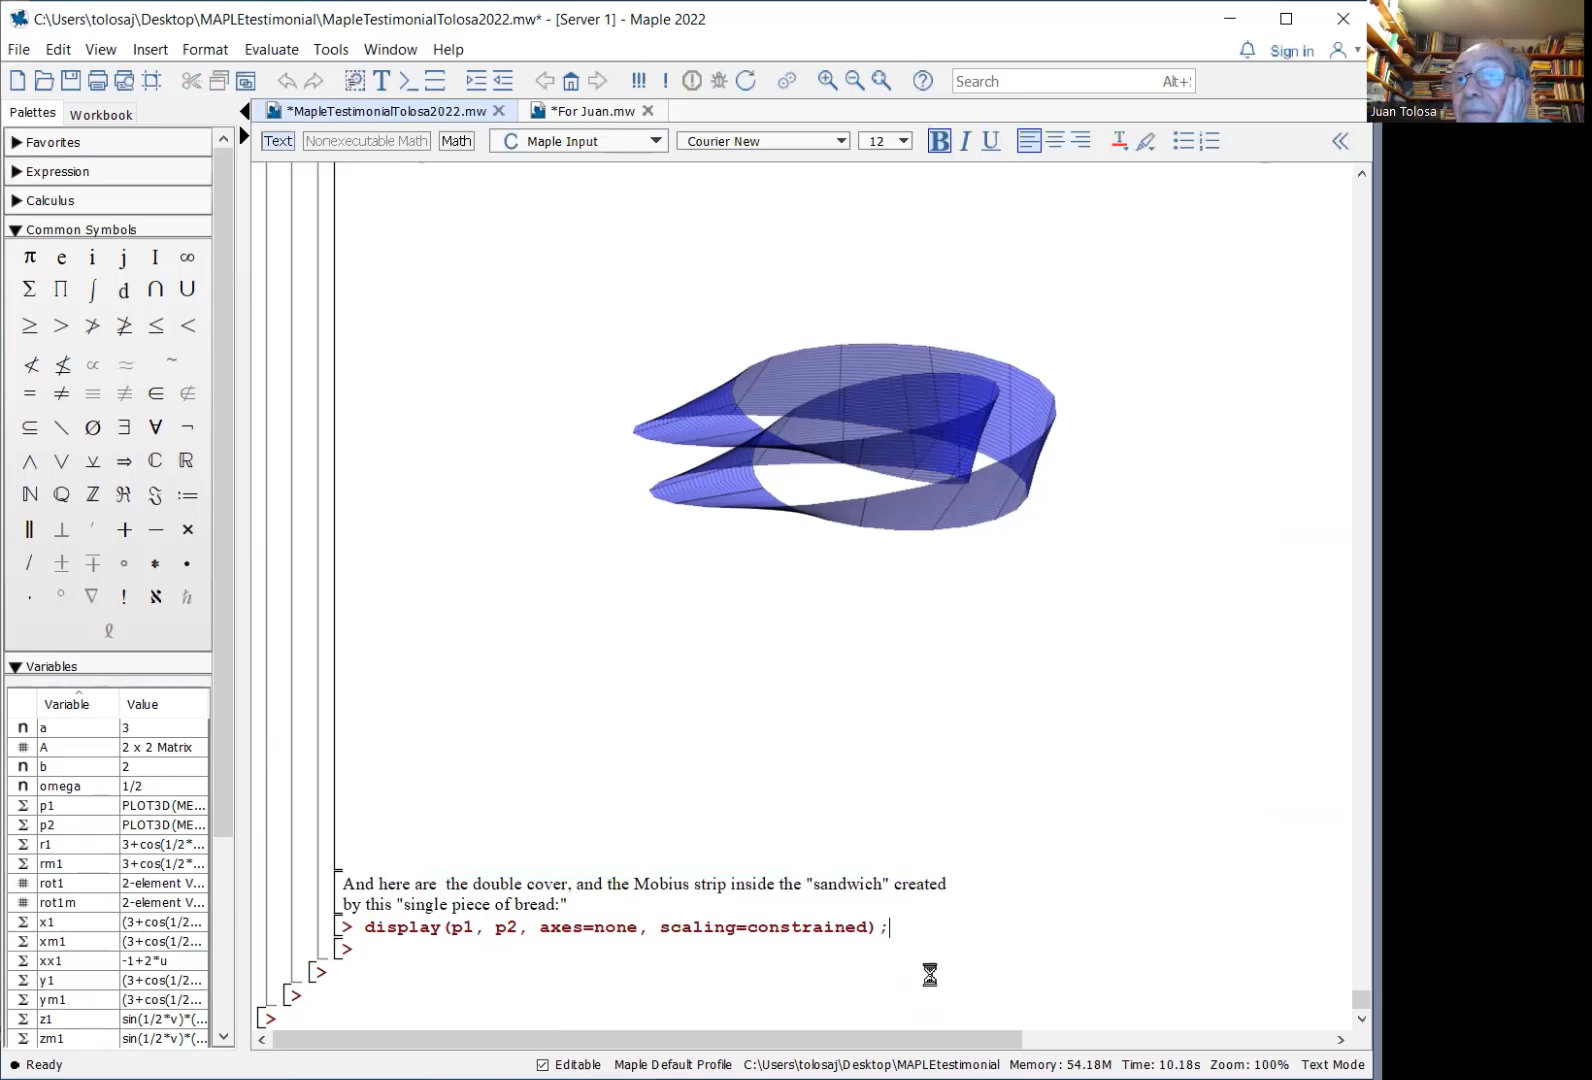 C:\Users\tolosaj\Desktop\MAPLEtestimonial\MapleTestimonialTolosa2022.mw* - [Server 1] - Maple 2022
File Edit View Insert Format Evaluate Tools Window Help
Sign in
Search Alt+S
Juan Tolosa
Palettes Workbook
*MapleTestimonialTolosa2022.mw *For Juan.mw
Text Nonexecutable Math Math C Maple Input Courier New 12 B I U
Favorites
Expression
Calculus
Common Symbols
π e i j I ∞
Σ Π ∫ d ∩ ∪
≥ > ≯ ≱ ≤ <
≮ ≰ ∝ ≈ ~
= ≠ ≡ ≢ ∈ ∉
⊆ \ Ø ∃ ∀ ¬
∧ ∨ ⊻ ⇒ ℂ ℝ
ℕ ℚ ℤ ℜ ℑ :=
∥ ⊥ ′ + − ×
/ ± ∓ ∘ * •
· ° ∇ ! ℵ ℏ
ℓ
Variables
Variable Value
n a 3
# A 2 x 2 Matrix
n b 2
n omega 1/2
Σ p1 PLOT3D(ME...
Σ p2 PLOT3D(ME...
Σ r1 3+cos(1/2*...
Σ rm1 3+cos(1/2*...
# rot1 2-element V...
# rot1m 2-element V...
Σ x1 (3+cos(1/2...
Σ xm1 (3+cos(1/2...
Σ xx1 -1+2*u
Σ y1 (3+cos(1/2...
Σ ym1 (3+cos(1/2...
Σ z1 sin(1/2*v)*(...
Σ zm1 sin(1/2*v)*(...
And here are the double cover, and the Mobius strip inside the "sandwich" created
by this "single piece of bread:"
> display(p1, p2, axes=none, scaling=constrained);
>
>
>
>
Ready Editable Maple Default Profile C:\Users\tolosaj\Desktop\MAPLEtestimonial Memory: 54.18M Time: 10.18s Zoom: 100% Text Mode